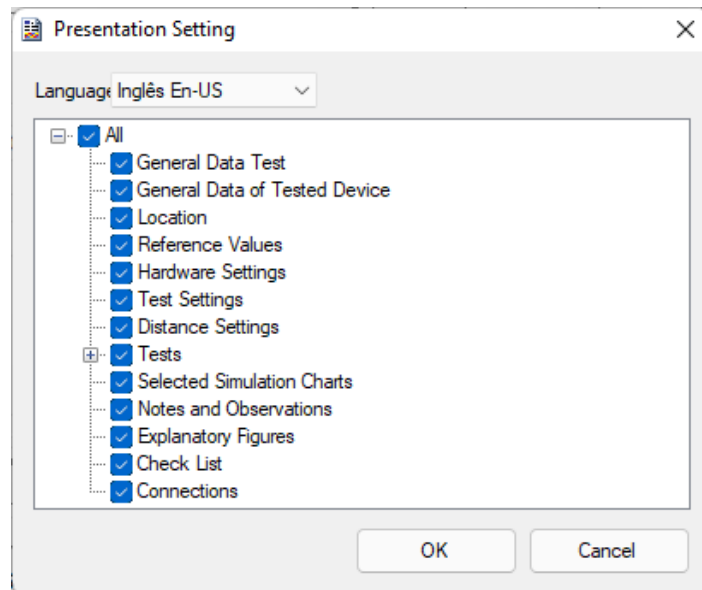 Presentation Setting
Language Inglês En-US
All
General Data Test
General Data of Tested Device
Location
Reference Values
Hardware Settings
Test Settings
Distance Settings
Tests
Selected Simulation Charts
Notes and Observations
Explanatory Figures
Check List
Connections
OK Cancel